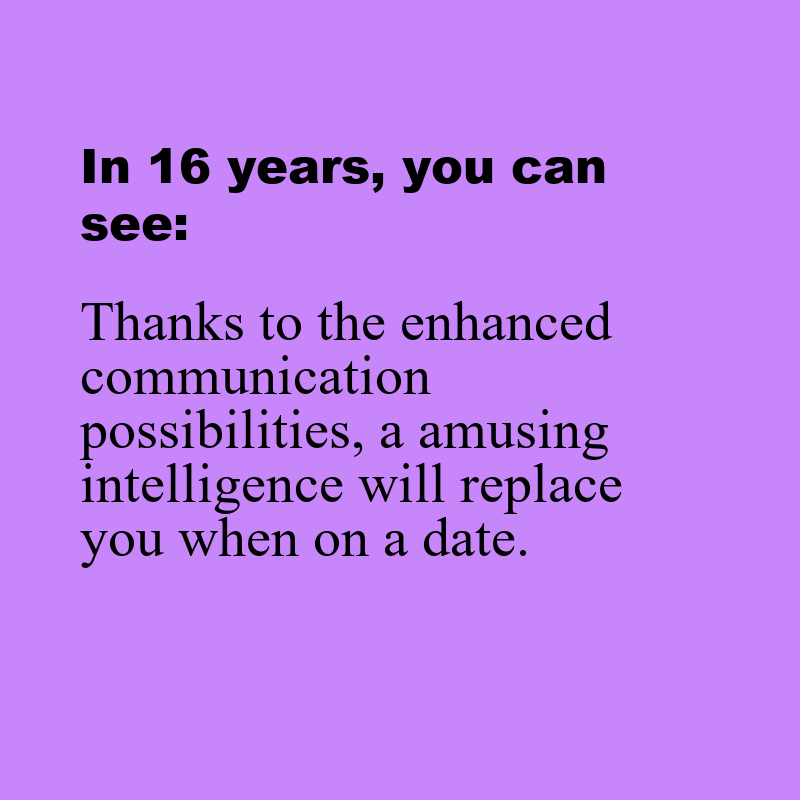 In 16 years, you can
see:
Thanks to the enhanced
communication
possibilities, a amusing
intelligence will replace
you when on a date.